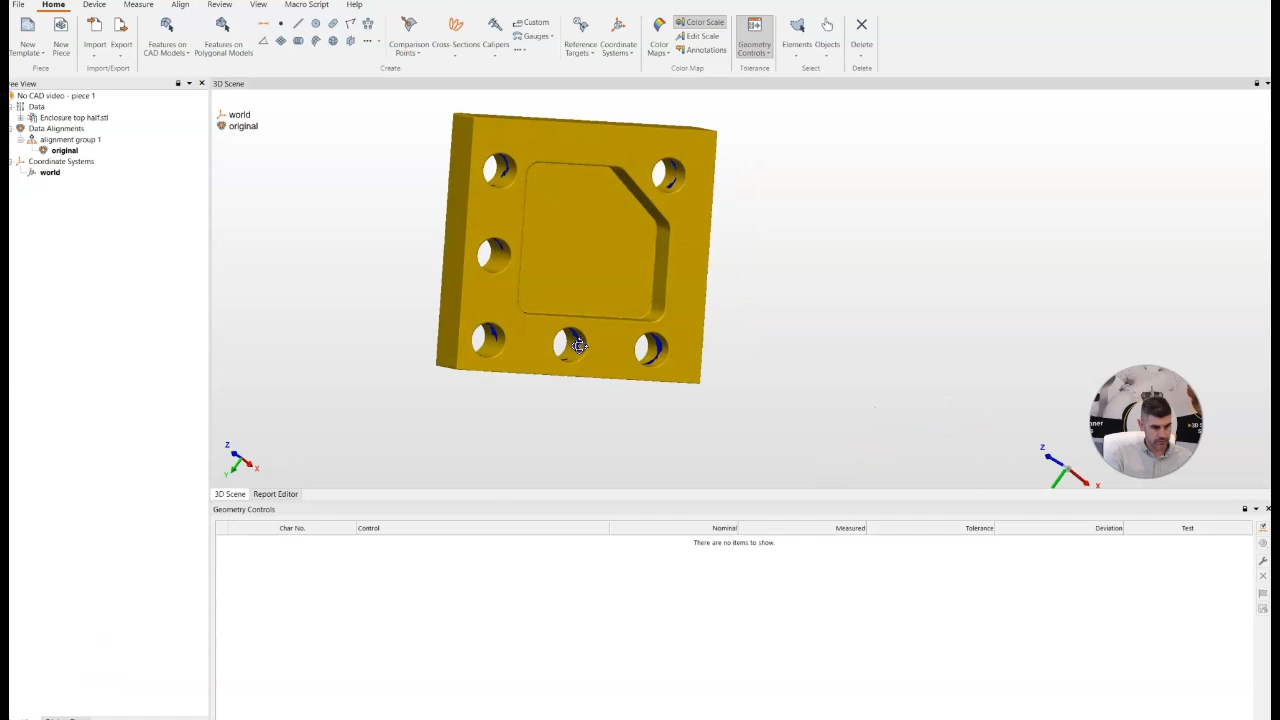 File Home Device Measure Align Review View Macro Script Help
New Template New Piece Import Export Features on CAD Models Features on Polygonal Models Comparison Points Cross-Sections Calipers Custom Gauges Reference Targets Coordinate Systems Color Maps Color Scale Edit Scale Annotations Geometry Controls Elements Objects Delete
Piece Import/Export Create Color Map Tolerance Select Delete
ree View
No CAD video - piece 1
Data
Enclosure top half.stl
Data Alignments
alignment group 1
original
Coordinate Systems
world
3D Scene
world
original
Z
X
Y
Z
X
3D Scene Report Editor
Geometry Controls
Char No. Control Nominal Measured Tolerance Deviation Test
There are no items to show.